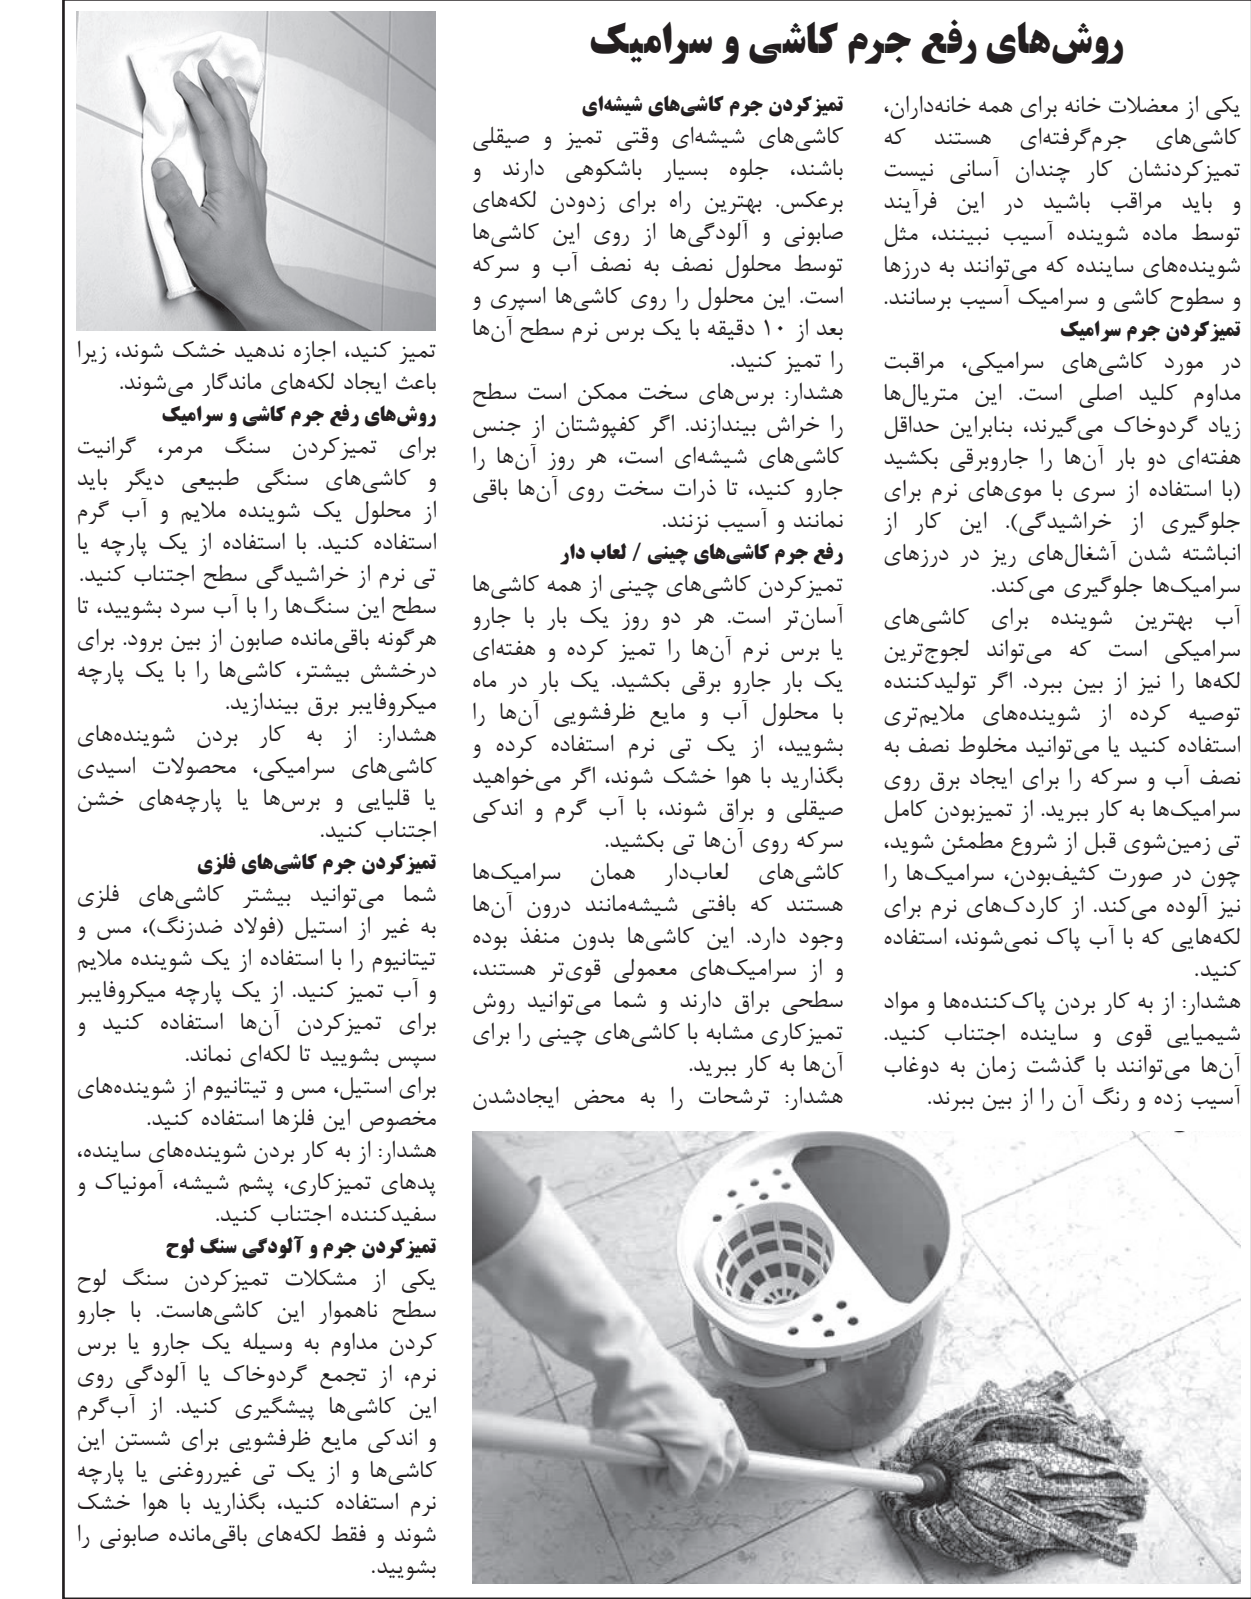 روش‌های رفع جرم کاشی و سرامیک
یکی از معضلات خانه برای همه خانه‌داران،
کاشی‌های جرم‌گرفته‌ای هستند که
تمیزکردنشان کار چندان آسانی نیست
و باید مراقب باشید در این فرآیند
توسط ماده شوینده آسیب نبینند، مثل
شوینده‌های ساینده که می‌توانند به درزها
و سطوح کاشی و سرامیک آسیب برسانند.
تمیزکردن جرم سرامیک
در مورد کاشی‌های سرامیکی، مراقبت
مداوم کلید اصلی است. این متریال‌ها
زیاد گردوخاک می‌گیرند، بنابراین حداقل
هفته‌ای دو بار آن‌ها را جاروبرقی بکشید
(با استفاده از سری با موی‌های نرم برای
جلوگیری از خراشیدگی). این کار از
انباشته شدن آشغال‌های ریز در درزهای
سرامیک‌ها جلوگیری می‌کند.
آب بهترین شوینده برای کاشی‌های
سرامیکی است که می‌تواند لجوج‌ترین
لکه‌ها را نیز از بین ببرد. اگر تولیدکننده
توصیه کرده از شوینده‌های ملایم‌تری
استفاده کنید یا می‌توانید مخلوط نصف به
نصف آب و سرکه را برای ایجاد برق روی
سرامیک‌ها به کار ببرید. از تمیزبودن کامل
تی زمین‌شوی قبل از شروع مطمئن شوید،
چون در صورت کثیف‌بودن، سرامیک‌ها را
نیز آلوده می‌کند. از کاردک‌های نرم برای
لکه‌هایی که با آب پاک نمی‌شوند، استفاده
کنید.
هشدار: از به کار بردن پاک‌کننده‌ها و مواد
شیمیایی قوی و ساینده اجتناب کنید.
آن‌ها می‌توانند با گذشت زمان به دوغاب
آسیب زده و رنگ آن را از بین ببرند.
تمیزکردن جرم کاشی‌های شیشه‌ای
کاشی‌های شیشه‌ای وقتی تمیز و صیقلی
باشند، جلوه بسیار باشکوهی دارند و
برعکس. بهترین راه برای زدودن لکه‌های
صابونی و آلودگی‌ها از روی این کاشی‌ها
توسط محلول نصف به نصف آب و سرکه
است. این محلول را روی کاشی‌ها اسپری و
بعد از ۱۰ دقیقه با یک برس نرم سطح آن‌ها
را تمیز کنید.
هشدار: برس‌های سخت ممکن است سطح
را خراش بیندازند. اگر کفپوشتان از جنس
کاشی‌های شیشه‌ای است، هر روز آن‌ها را
جارو کنید، تا ذرات سخت روی آن‌ها باقی
نمانند و آسیب نزنند.
رفع جرم کاشی‌های چینی / لعاب دار
تمیزکردن کاشی‌های چینی از همه کاشی‌ها
آسان‌تر است. هر دو روز یک بار با جارو
یا برس نرم آن‌ها را تمیز کرده و هفته‌ای
یک بار جارو برقی بکشید. یک بار در ماه
با محلول آب و مایع ظرفشویی آن‌ها را
بشویید، از یک تی نرم استفاده کرده و
بگذارید با هوا خشک شوند، اگر می‌خواهید
صیقلی و براق شوند، با آب گرم و اندکی
سرکه روی آن‌ها تی بکشید.
کاشی‌های لعاب‌دار همان سرامیک‌ها
هستند که بافتی شیشه‌مانند درون آن‌ها
وجود دارد. این کاشی‌ها بدون منفذ بوده
و از سرامیک‌های معمولی قوی‌تر هستند،
سطحی براق دارند و شما می‌توانید روش
تمیزکاری مشابه با کاشی‌های چینی را برای
آن‌ها به کار ببرید.
هشدار: ترشحات را به محض ایجادشدن
تمیز کنید، اجازه ندهید خشک شوند، زیرا
باعث ایجاد لکه‌های ماندگار می‌شوند.
روش‌های رفع جرم کاشی و سرامیک
برای تمیزکردن سنگ مرمر، گرانیت
و کاشی‌های سنگی طبیعی دیگر باید
از محلول یک شوینده ملایم و آب گرم
استفاده کنید. با استفاده از یک پارچه یا
تی نرم از خراشیدگی سطح اجتناب کنید.
سطح این سنگ‌ها را با آب سرد بشویید، تا
هرگونه باقی‌مانده صابون از بین برود. برای
درخشش بیشتر، کاشی‌ها را با یک پارچه
میکروفایبر برق بیندازید.
هشدار: از به کار بردن شوینده‌های
کاشی‌های سرامیکی، محصولات اسیدی
یا قلیایی و برس‌ها یا پارچه‌های خشن
اجتناب کنید.
تمیزکردن جرم کاشی‌های فلزی
شما می‌توانید بیشتر کاشی‌های فلزی
به غیر از استیل (فولاد ضدزنگ)، مس و
تیتانیوم را با استفاده از یک شوینده ملایم
و آب تمیز کنید. از یک پارچه میکروفایبر
برای تمیزکردن آن‌ها استفاده کنید و
سپس بشویید تا لکه‌ای نماند.
برای استیل، مس و تیتانیوم از شوینده‌های
مخصوص این فلزها استفاده کنید.
هشدار: از به کار بردن شوینده‌های ساینده،
پدهای تمیزکاری، پشم شیشه، آمونیاک و
سفیدکننده اجتناب کنید.
تمیزکردن جرم و آلودگی سنگ لوح
یکی از مشکلات تمیزکردن سنگ لوح
سطح ناهموار این کاشی‌هاست. با جارو
کردن مداوم به وسیله یک جارو یا برس
نرم، از تجمع گردوخاک یا آلودگی روی
این کاشی‌ها پیشگیری کنید. از آب‌گرم
و اندکی مایع ظرفشویی برای شستن این
کاشی‌ها و از یک تی غیرروغنی یا پارچه
نرم استفاده کنید، بگذارید با هوا خشک
شوند و فقط لکه‌های باقی‌مانده صابونی را
بشویید.